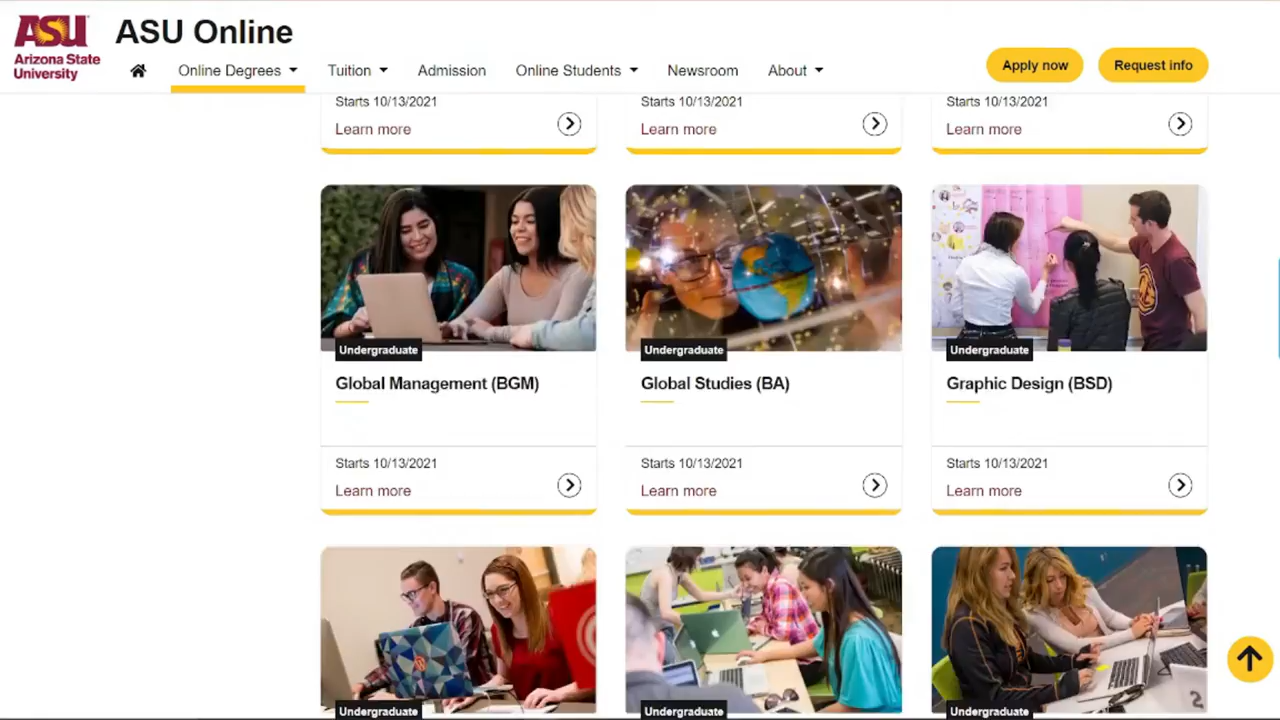 ASU
Arizona State
University
ASU Online
Online Degrees
Tuition
Admission
Online Students
Newsroom
About
Apply now
Request info
Starts 10/13/2021
Learn more
Starts 10/13/2021
Learn more
Starts 10/13/2021
Learn more
Undergraduate
Global Management (BGM)
Starts 10/13/2021
Learn more
Undergraduate
Global Studies (BA)
Starts 10/13/2021
Learn more
Undergraduate
Graphic Design (BSD)
Starts 10/13/2021
Learn more
Undergraduate
Undergraduate
Undergraduate